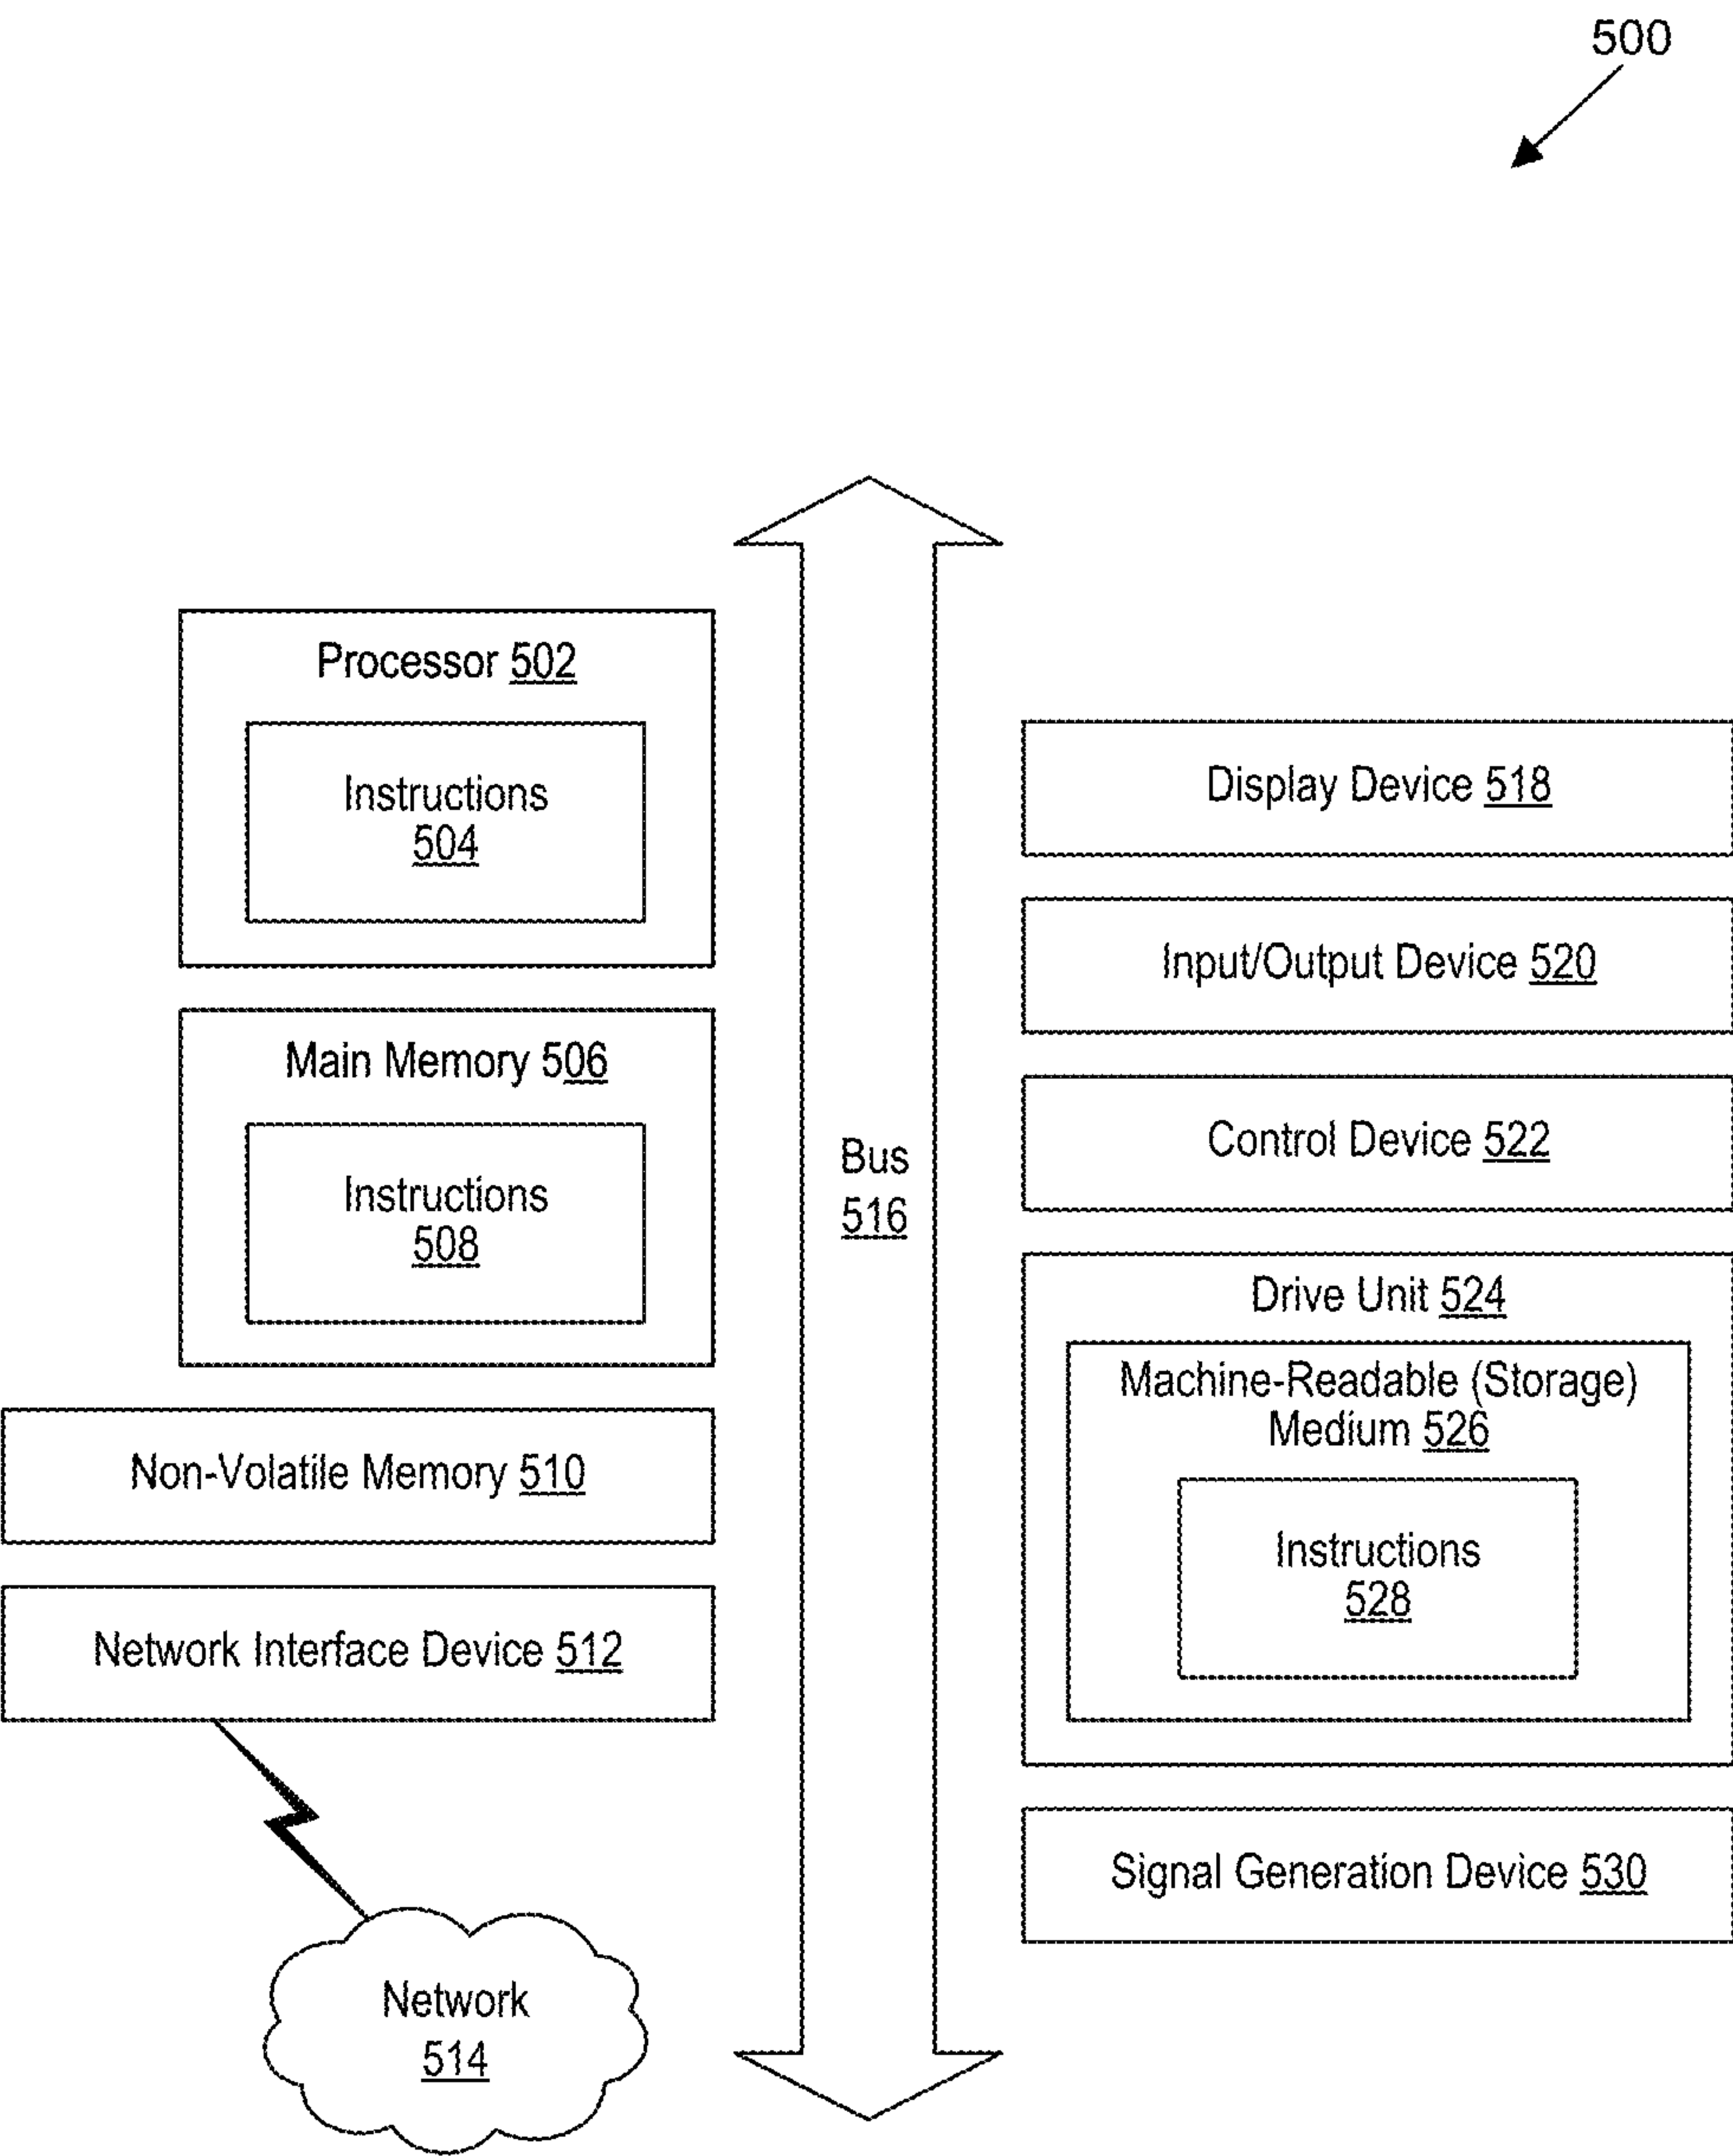 500
Processor 502
Instructions
504
Main Memory 506
Instructions
508
Non-Volatile Memory 510
Network Interface Device 512
Network
514
Bus
516
Display Device 518
Input/Output Device 520
Control Device 522
Drive Unit 524
Machine-Readable (Storage)
Medium 526
Instructions
528
Signal Generation Device 530